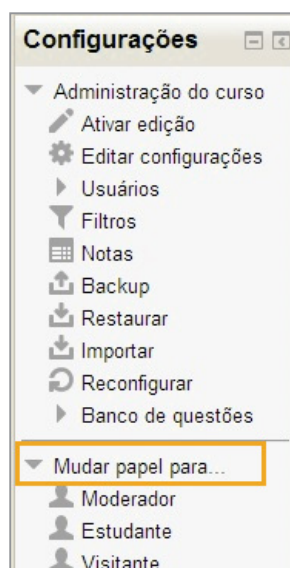 Configurações
Administração do curso
Ativar edição
Editar configurações
Usuários
Filtros
Notas
Backup
Restaurar
Importar
Reconfigurar
Banco de questões
Mudar papel para...
Moderador
Estudante
Visitante